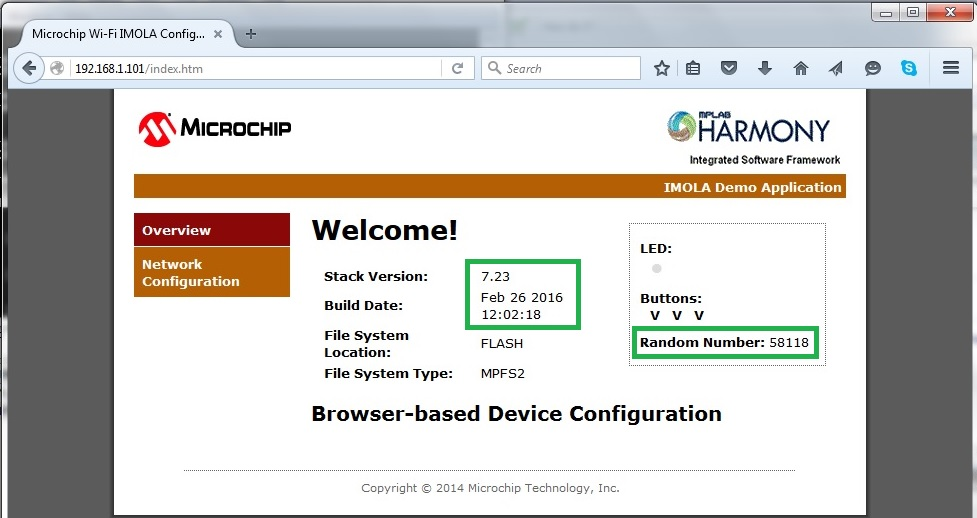 Microchip Wi-Fi IMOLA Config...
192.168.1.101/index.htm
Search
MICROCHIP
MPLAB
HARMONY
Integrated Software Framework
IMOLA Demo Application
Overview
Network
Configuration
Welcome!
Stack Version: 7.23
Build Date: Feb 26 2016
12:02:18
File System
Location: FLASH
File System Type: MPFS2
LED:
Buttons:
V V V
Random Number: 58118
Browser-based Device Configuration
Copyright © 2014 Microchip Technology, Inc.